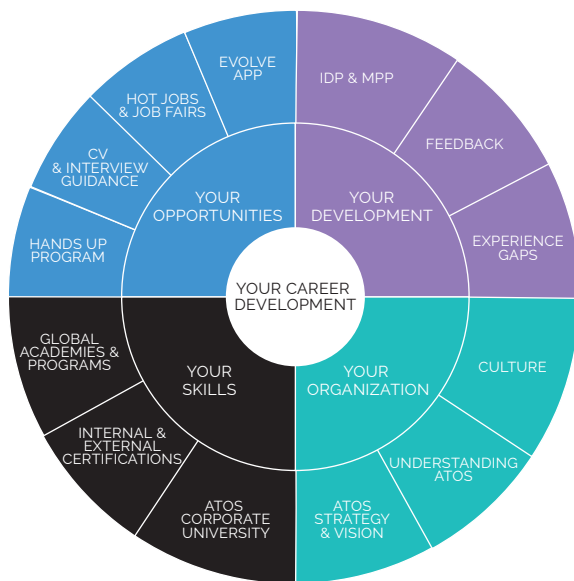 EVOLVE
APP
IDP & MPP
HOT JOBS
& JOB FAIRS
FEEDBACK
CV
& INTERVIEW
GUIDANCE
YOUR
OPPORTUNITIES
YOUR
DEVELOPMENT
HANDS UP
PROGRAM
EXPERIENCE
GAPS
YOUR CAREER
DEVELOPMENT
GLOBAL
ACADEMIES &
PROGRAMS
YOUR
SKILLS
YOUR
ORGANIZATION
CULTURE
INTERNAL &
EXTERNAL
CERTIFICATIONS
UNDERSTANDING
ATOS
ATOS
CORPORATE
UNIVERSITY
ATOS
STRATEGY
& VISION